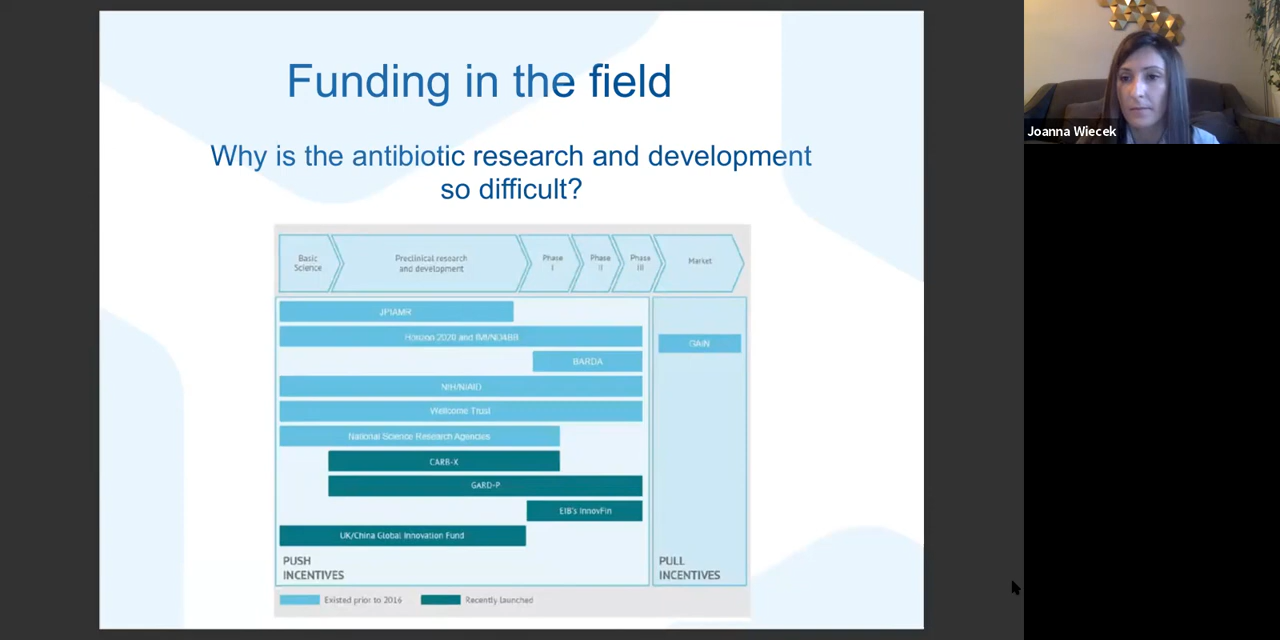 Funding in the field
Why is the antibiotic research and development
so difficult?
Joanna Wiecek
Basic
Science
Preclinical research
and development
Phase
I
Phase
II
Phase
III
Market
JPIAMR
Horizon 2020 and IMI/ND4BB
GAIN
BARDA
NIH/NIAID
Wellcome Trust
National Science Research Agencies
CARB-X
GARD-P
EIB's InnovFin
UK/China Global Innovation Fund
PUSH
INCENTIVES
PULL
INCENTIVES
Existed prior to 2016
Recently launched